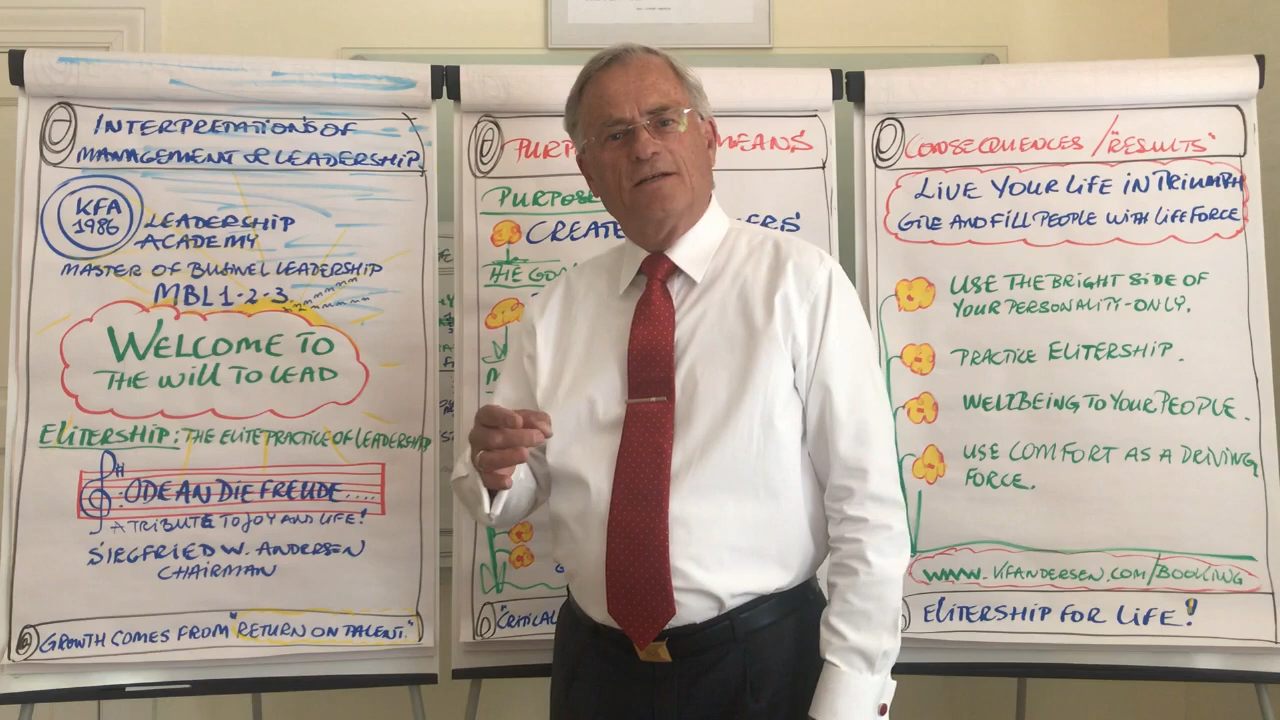 INTERPRETATIONS OF
MANAGEMENT & LEADERSHIP
KFA
1986
LEADERSHIP
ACADEMY
MASTER OF BUSINEL LEADERSHIP
MBL 1-2-3
WELCOME TO
THE WILL TO LEAD
ELITERSHIP: THE ELITE PRACTICE OF LEADERSHIP
ODE AN DIE FREUDE.....
A TRIBUTE TO JOY AND LIFE!
SIEGFRIED W. ANDERSEN
CHAIRMAN
GROWTH COMES FROM "RETURN ON TALENT."
MEANS
PURPOSE
CREATE
"CRITICAL
CONSEQUENCES/"RESULTS"
LIVE YOUR LIFE IN TRIUMPH
GIVE AND FILL PEOPLE WITH LIFE FORCE
USE THE BRIGHT SIDE OF
YOUR PERSONALITY-ONLY.
PRACTICE ELITERSHIP.
WELLBEING TO YOUR PEOPLE.
USE COMFORT AS A DRIVING
FORCE.
WWW.KFANDERSEN.COM/BOOKING
ELITERSHIP FOR LIFE!